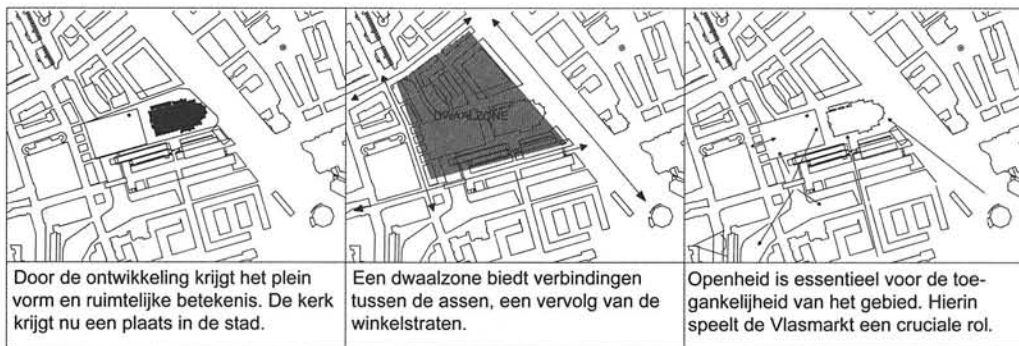 DWAALZONE
Door de ontwikkeling krijgt het plein
vorm en ruimtelijke betekenis. De kerk
krijgt nu een plaats in de stad.
Een dwaalzone biedt verbindingen
tussen de assen, een vervolg van de
winkelstraten.
Openheid is essentieel voor de toe-
gankelijkheid van het gebied. Hierin
speelt de Vlasmarkt een cruciale rol.